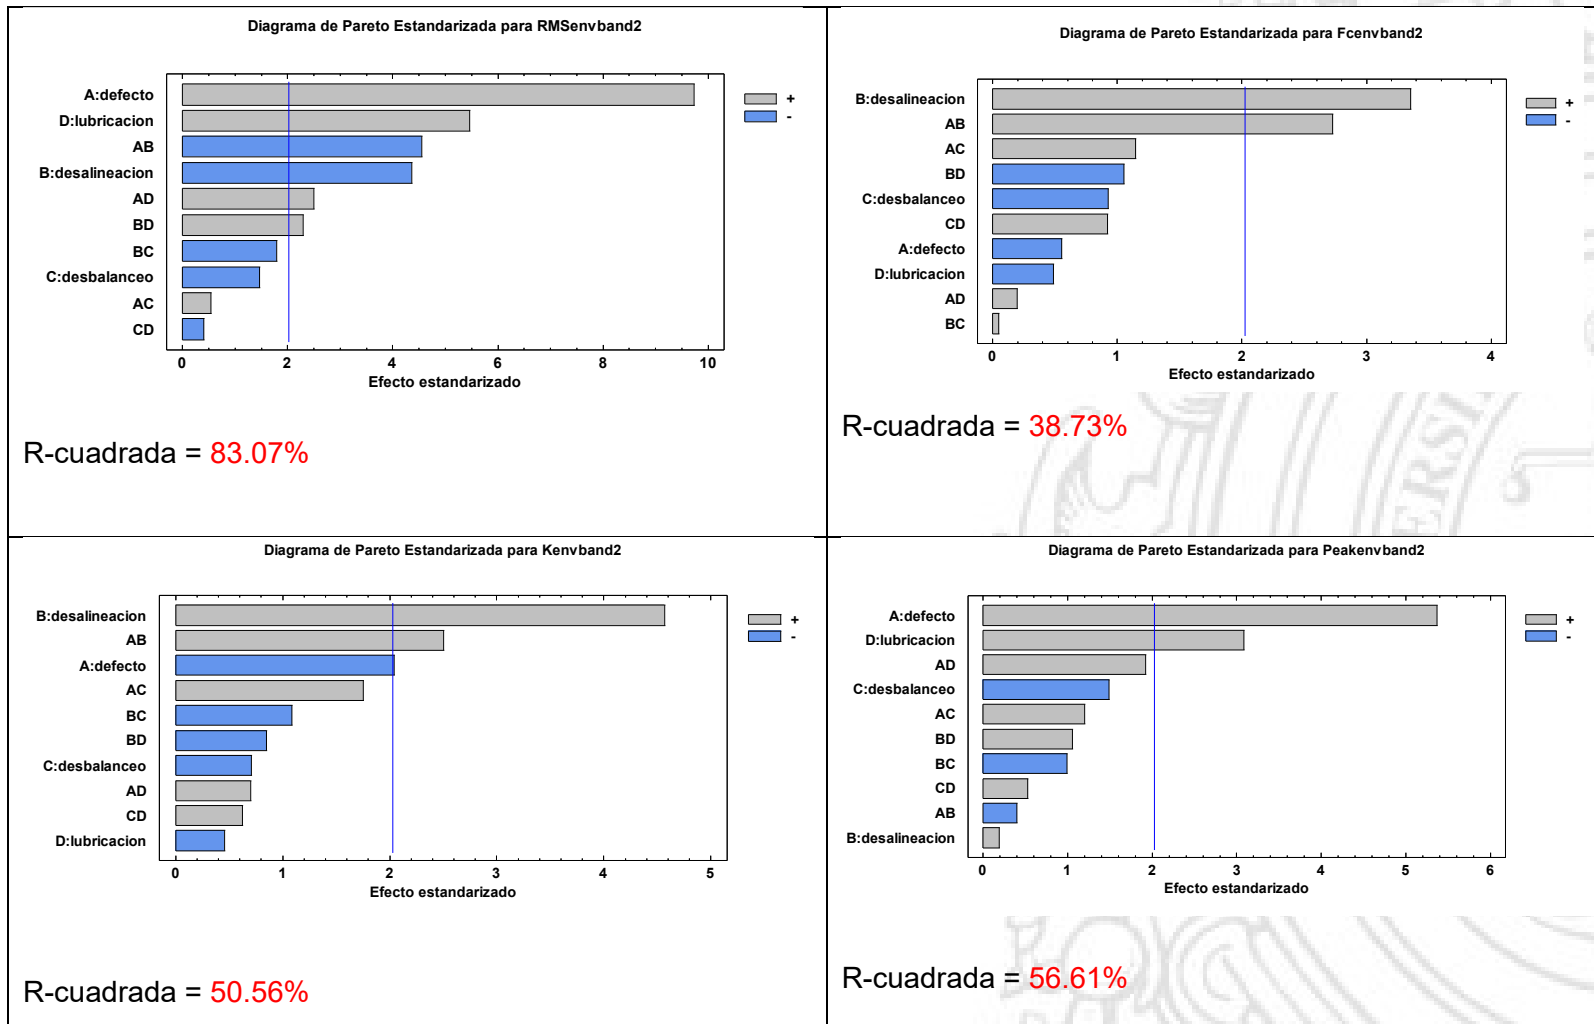 Diagrama de Pareto Estandarizada para RMSenvband2
A:defecto
D:lubricacion
AB
B:desalineacion
AD
BD
BC
C:desbalanceo
AC
CD
+
-
0 2 4 6 8 10
Efecto estandarizado
R-cuadrada = 83.07%
Diagrama de Pareto Estandarizada para Fcenvband2
B:desalineacion
AB
AC
BD
C:desbalanceo
CD
A:defecto
D:lubricacion
AD
BC
+
-
0 1 2 3 4
Efecto estandarizado
R-cuadrada = 38.73%
ERSI
Diagrama de Pareto Estandarizada para Kenvband2
B:desalineacion
AB
A:defecto
AC
BC
BD
C:desbalanceo
AD
CD
D:lubricacion
+
-
0 1 2 3 4 5
Efecto estandarizado
R-cuadrada = 50.56%
Diagrama de Pareto Estandarizada para Peakenvband2
A:defecto
D:lubricacion
AD
C:desbalanceo
AC
BD
BC
CD
AB
B:desalineacion
+
-
0 1 2 3 4 5 6
Efecto estandarizado
R-cuadrada = 56.61%